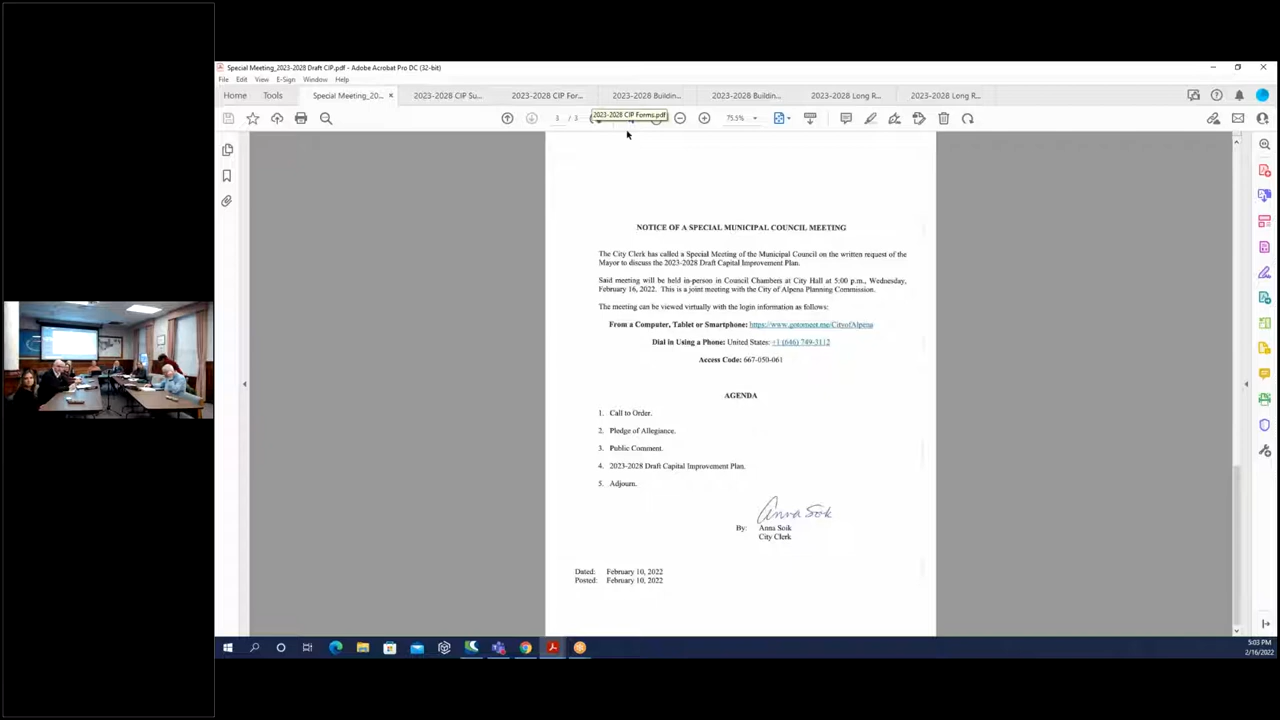 Special Meeting_2023-2028 Draft CIP.pdf - Adobe Acrobat Pro DC (32-bit)
File Edit View E-Sign Window Help
Home Tools Special Meeting_20... × 2023-2028 CIP Su... 2023-2028 CIP For... 2023-2028 Buildin... 2023-2028 Buildin... 2023-2028 Long R... 2023-2028 Long R...
2023-2028 CIP Forms.pdf
3 / 3 75.5%
NOTICE OF A SPECIAL MUNICIPAL COUNCIL MEETING
The City Clerk has called a Special Meeting of the Municipal Council on the written request of the
Mayor to discuss the 2023-2028 Draft Capital Improvement Plan.
Said meeting will be held in-person in Council Chambers at City Hall at 5:00 p.m., Wednesday,
February 16, 2022. This is a joint meeting with the City of Alpena Planning Commission.
The meeting can be viewed virtually with the login information as follows:
From a Computer, Tablet or Smartphone: https://www.gotomeet.me/CityofAlpena
Dial in Using a Phone: United States: +1 (646) 749-3112
Access Code: 667-050-061
AGENDA
1. Call to Order.
2. Pledge of Allegiance.
3. Public Comment.
4. 2023-2028 Draft Capital Improvement Plan.
5. Adjourn.
Anna Soik
By: Anna Soik
City Clerk
Dated: February 10, 2022
Posted: February 10, 2022
5:03 PM
2/16/2022